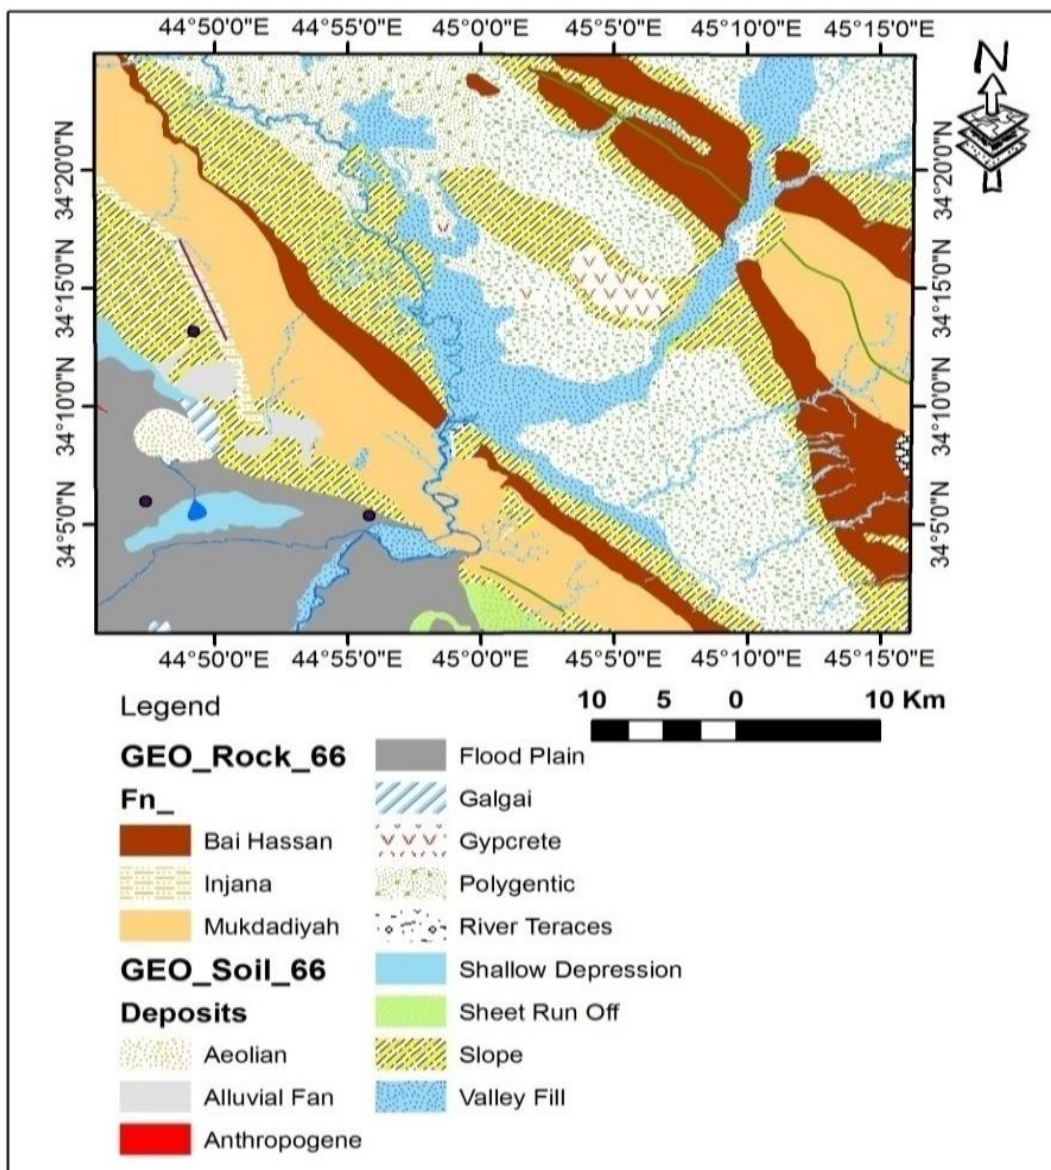 44°50'0"E 44°55'0"E 45°0'0"E 45°5'0"E 45°10'0"E 45°15'0"E
N
34°20'0"N 34°20'0"N
34°15'0"N 34°15'0"N
34°10'0"N 34°10'0"N
34°5'0"N 34°5'0"N
44°50'0"E 44°55'0"E 45°0'0"E 45°5'0"E 45°10'0"E 45°15'0"E
10 5 0 10 Km
Legend
GEO_Rock_66
Fn_
Bai Hassan
Injana
Mukdadiyah
GEO_Soil_66
Deposits
Aeolian
Alluvial Fan
Anthropogene
Flood Plain
Galgai
Gypcrete
Polygentic
River Teraces
Shallow Depression
Sheet Run Off
Slope
Valley Fill